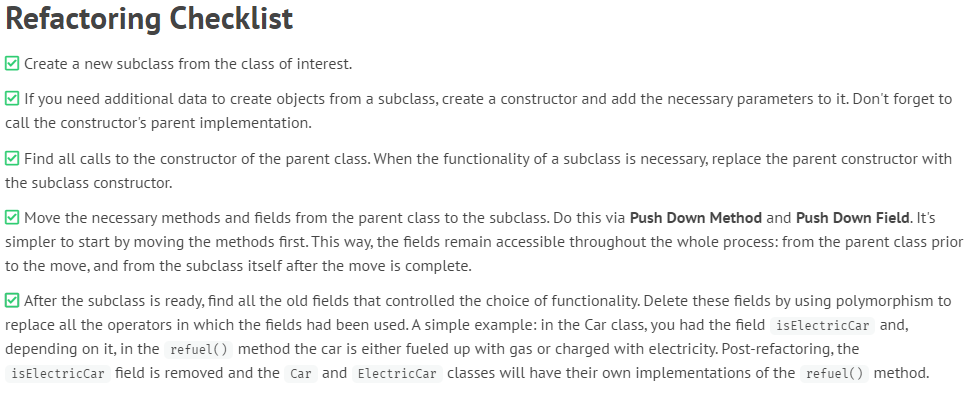 Refactoring Checklist
Create a new subclass from the class of interest.
If you need additional data to create objects from a subclass, create a constructor and add the necessary parameters to it. Don't forget to
call the constructor's parent implementation.
Find all calls to the constructor of the parent class. When the functionality of a subclass is necessary, replace the parent constructor with
the subclass constructor.
Move the necessary methods and fields from the parent class to the subclass. Do this via Push Down Method and Push Down Field. It's
simpler to start by moving the methods first. This way, the fields remain accessible throughout the whole process: from the parent class prior
to the move, and from the subclass itself after the move is complete.
After the subclass is ready, find all the old fields that controlled the choice of functionality. Delete these fields by using polymorphism to
replace all the operators in which the fields had been used. A simple example: in the Car class, you had the field isElectricCar and,
depending on it, in the refuel() method the car is either fueled up with gas or charged with electricity. Post-refactoring, the
isElectricCar field is removed and the Car and ElectricCar classes will have their own implementations of the refuel() method.